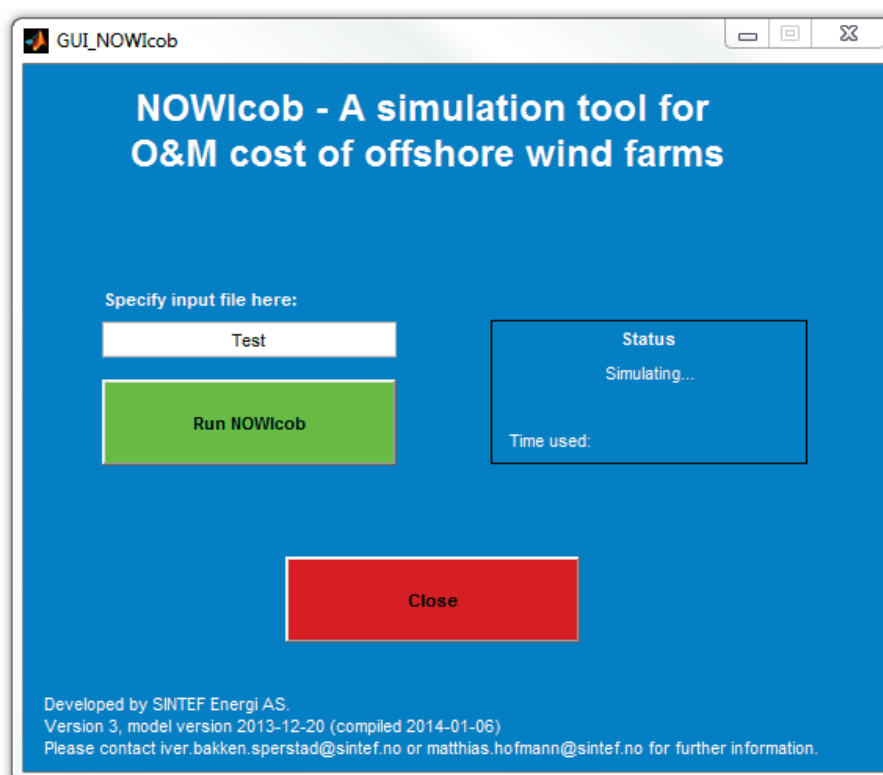 GUI_NOWIcob
NOWIcob - A simulation tool for
O&M cost of offshore wind farms
Specify input file here:
Test
Run NOWIcob
Status
Simulating...
Time used:
Close
Developed by SINTEF Energi AS.
Version 3, model version 2013-12-20 (compiled 2014-01-06)
Please contact iver.bakken.sperstad@sintef.no or matthias.hofmann@sintef.no for further information.